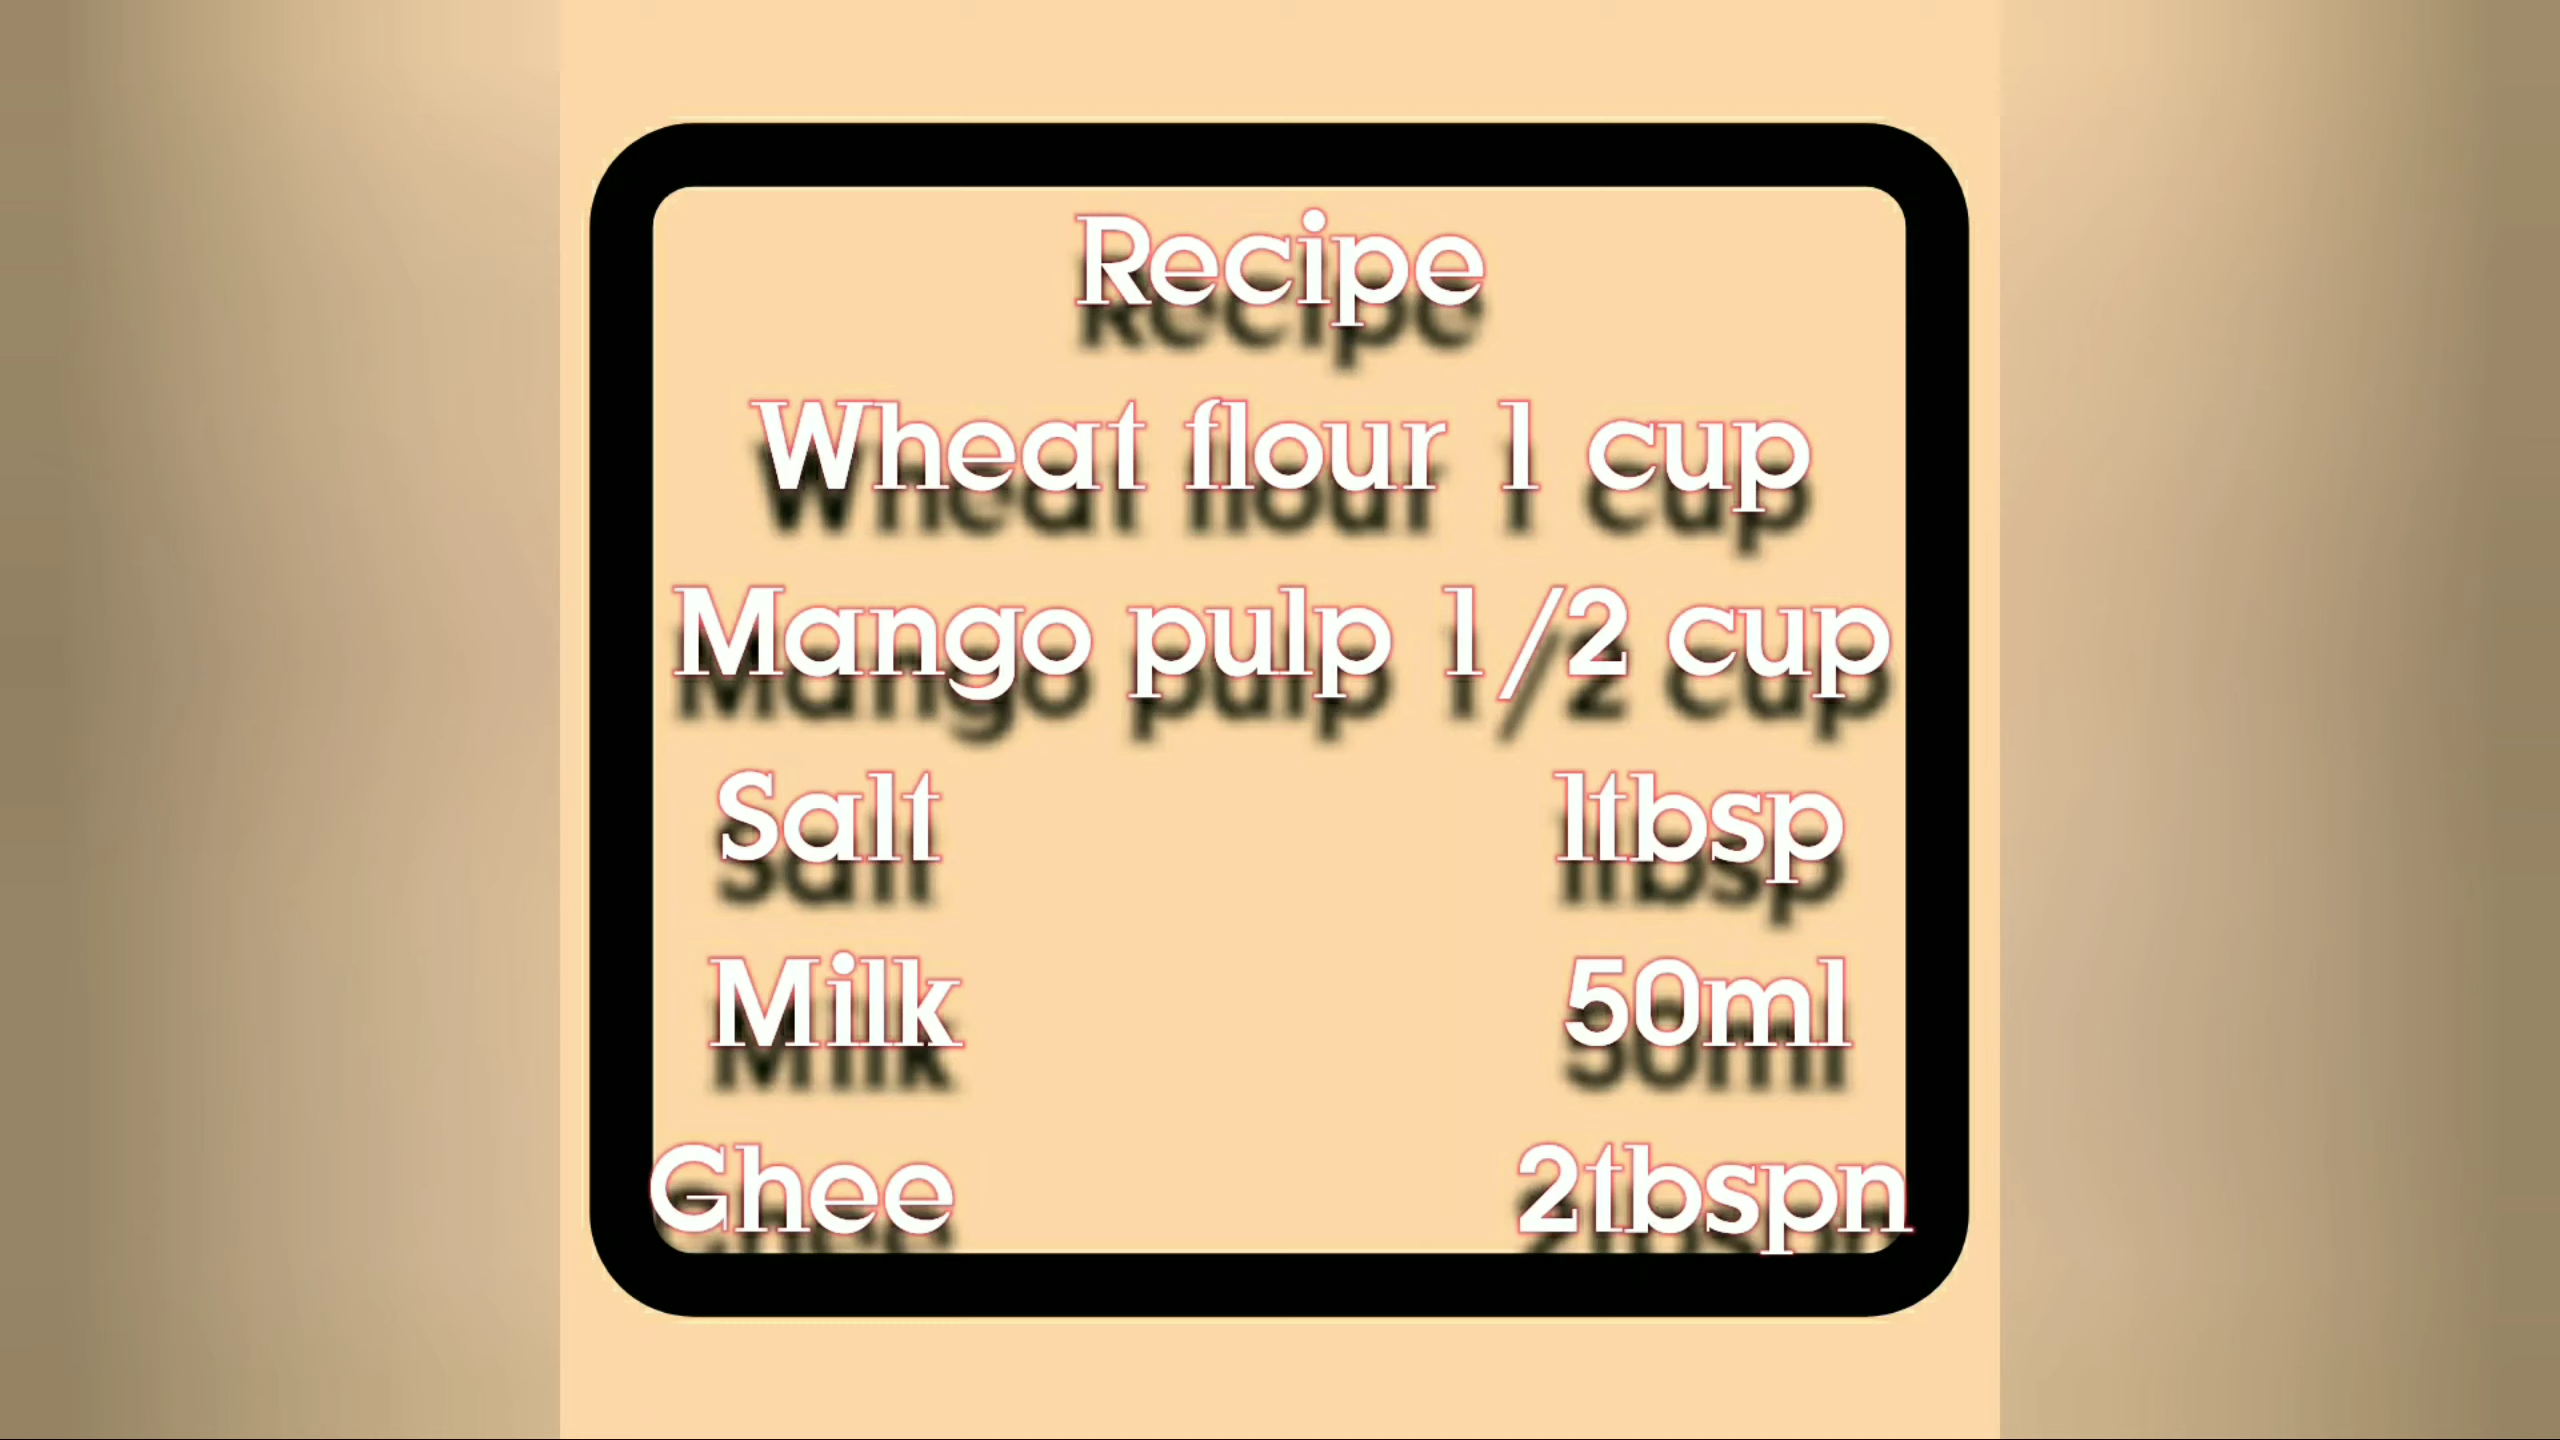 Recipe
Wheat flour 1 cup
Mango pulp 1/2 cup
Salt 1tbsp
Milk 50ml
Ghee 2tbspn